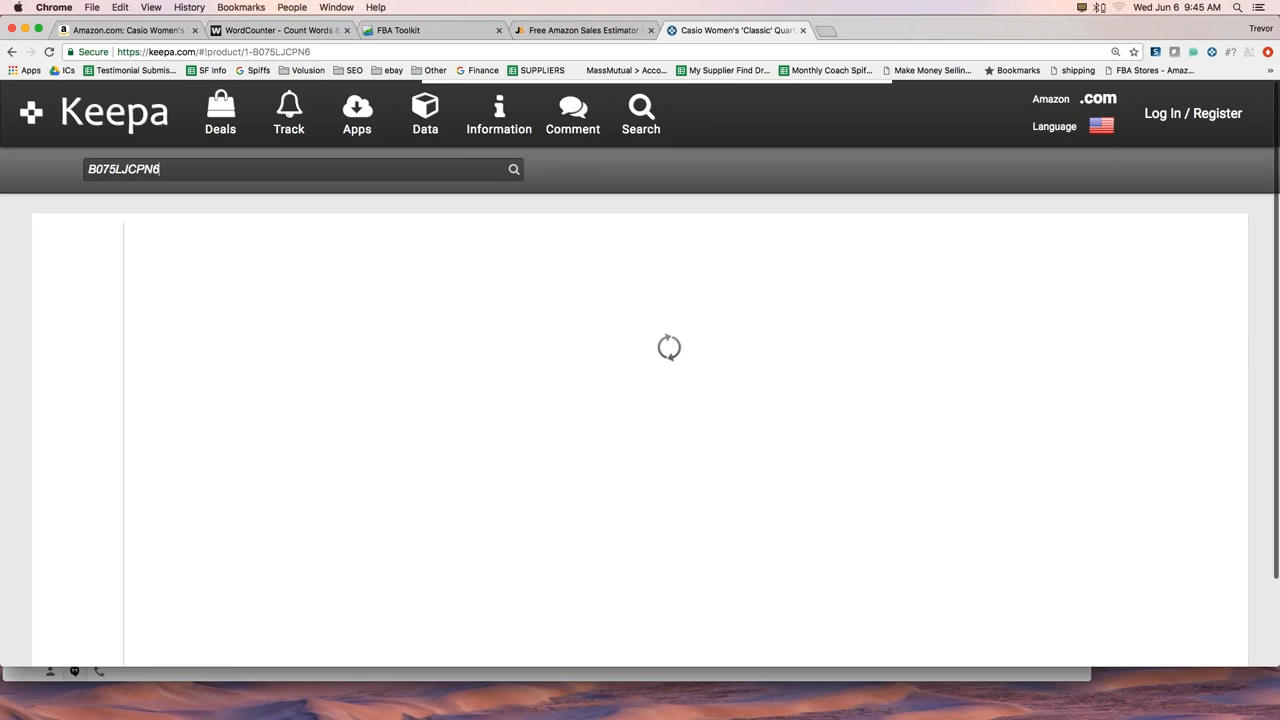 Chrome File Edit View History Bookmarks People Window Help Wed Jun 6 9:45 AM
Amazon.com: Casio Women's WordCounter - Count Words & FBA Toolkit Free Amazon Sales Estimator Casio Women's 'Classic' Quart Trevor
Secure https://keepa.com/#!product/1-B075LJCPN6
Apps ICs Testimonial Submis... SF Info Spiffs Volusion SEO ebay Other Finance SUPPLIERS MassMutual > Acco... My Supplier Find Dr... Monthly Coach Spif... Make Money Sellin... Bookmarks shipping FBA Stores - Amaz...
Keepa
Deals Track Apps Data Information Comment Search
Amazon .com
Language
Log In / Register
B075LJCPN6